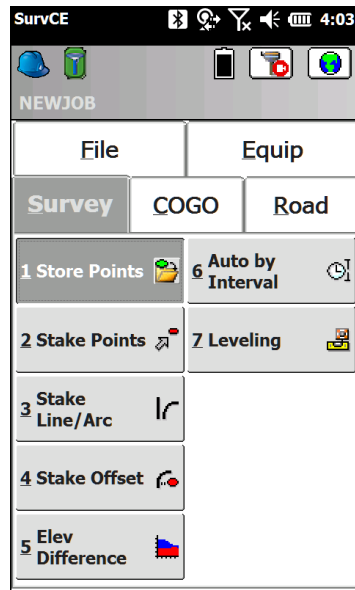 SurvCE 4:03
NEWJOB
File Equip
Survey COGO Road
1 Store Points
2 Stake Points
3 Stake
Line/Arc
4 Stake Offset
5 Elev
Difference
6 Auto by
Interval
7 Leveling